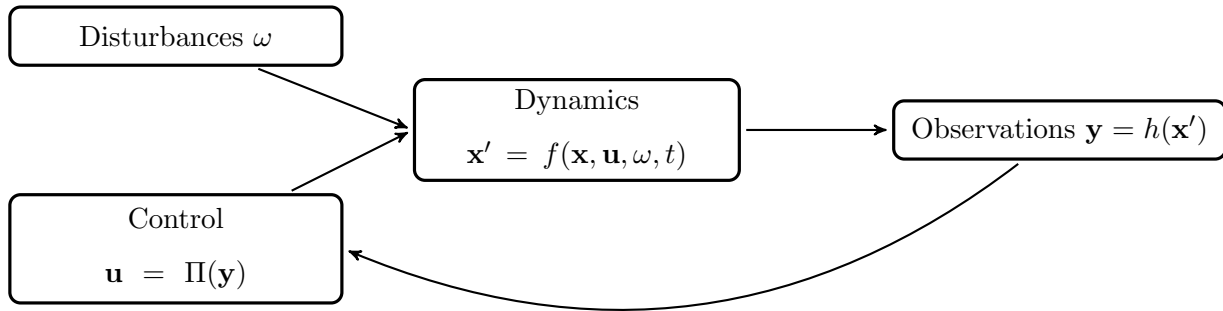 Disturbances ω
Dynamics
x′ = f(x, u, ω, t)
Observations y = h(x′)
Control
u = Π(y)